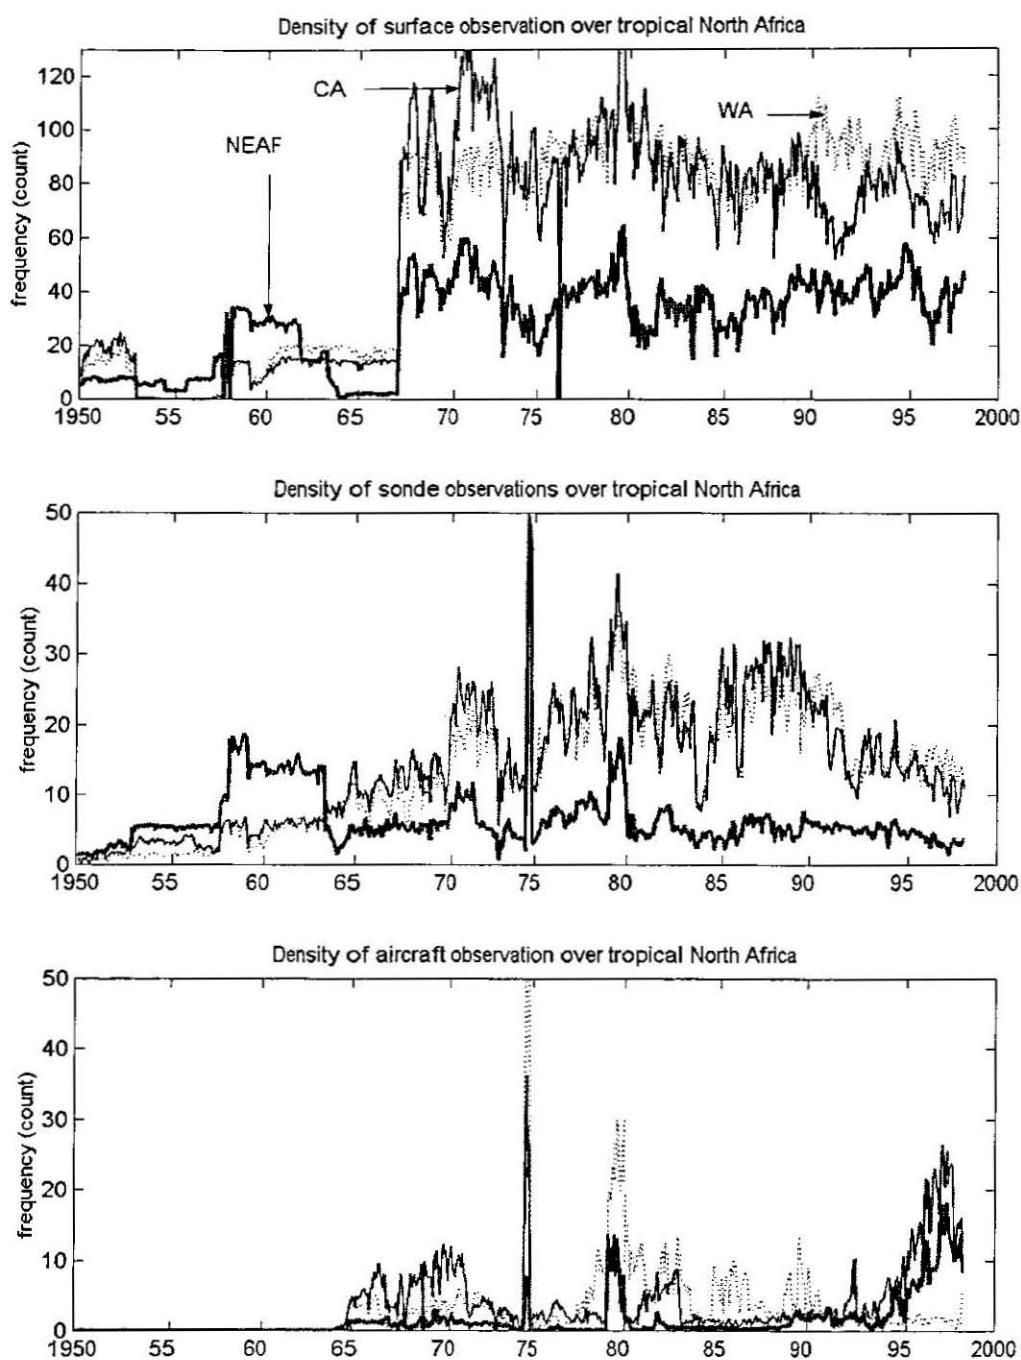 Density of surface observation over tropical North Africa
frequency (count)
120
100
80
60
40
20
0
CA
NEAF
WA
1950 55 60 65 70 75 80 85 90 95 2000
Density of sonde observations over tropical North Africa
frequency (count)
50
40
30
20
10
0
1950 55 60 65 70 75 80 85 90 95 2000
Density of aircraft observation over tropical North Africa
frequency (count)
50
40
30
20
10
0
1950 55 60 65 70 75 80 85 90 95 2000